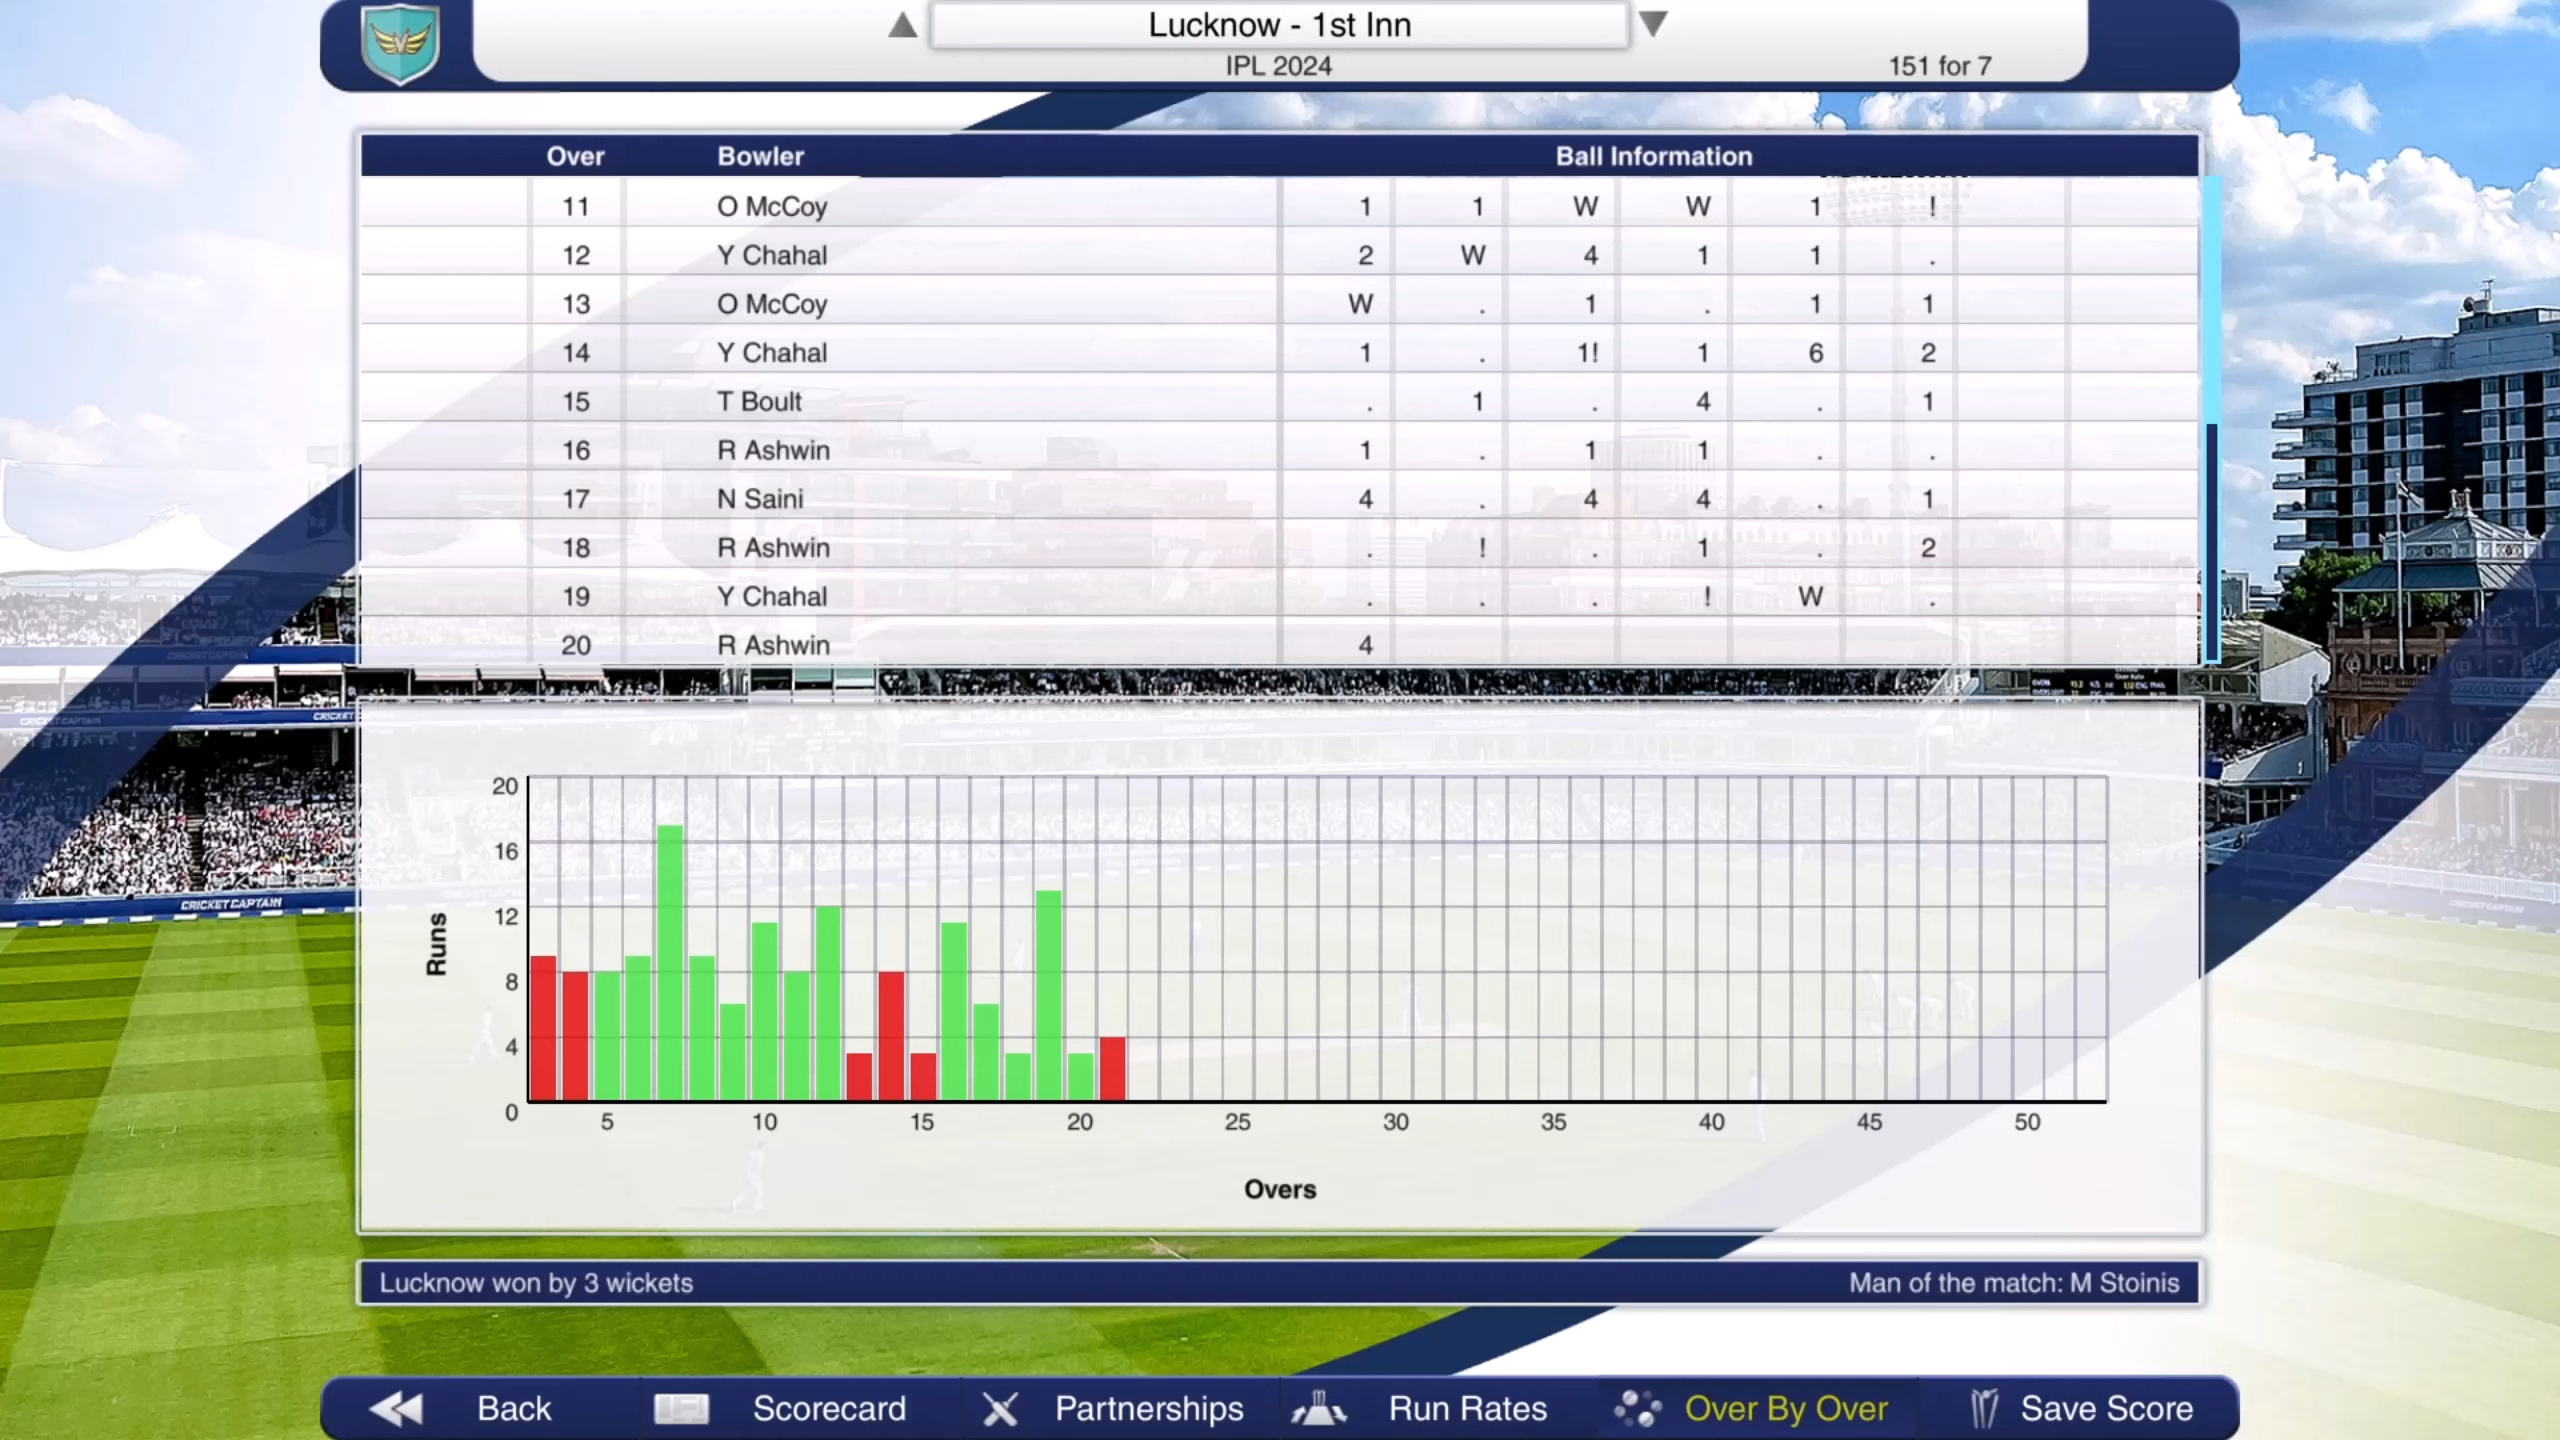 Lucknow - 1st Inn
IPL 2024
151 for 7
Over Bowler Ball Information
11 O McCoy 1 1 W W 1 !
12 Y Chahal 2 W 4 1 1 .
13 O McCoy W . 1 . 1 1
14 Y Chahal 1 . 1! 1 6 2
15 T Boult . 1 . 4 . 1
16 R Ashwin 1 . 1 1 . .
17 N Saini 4 . 4 4 . 1
18 R Ashwin . ! . 1 . 2
19 Y Chahal . . . ! W .
20 R Ashwin 4
CRICKET CAPTAIN
20
16
12
8
4
0
Runs
5 10 15 20 25 30 35 40 45 50
Overs
Lucknow won by 3 wickets
Man of the match: M Stoinis
Back Scorecard Partnerships Run Rates Over By Over Save Score